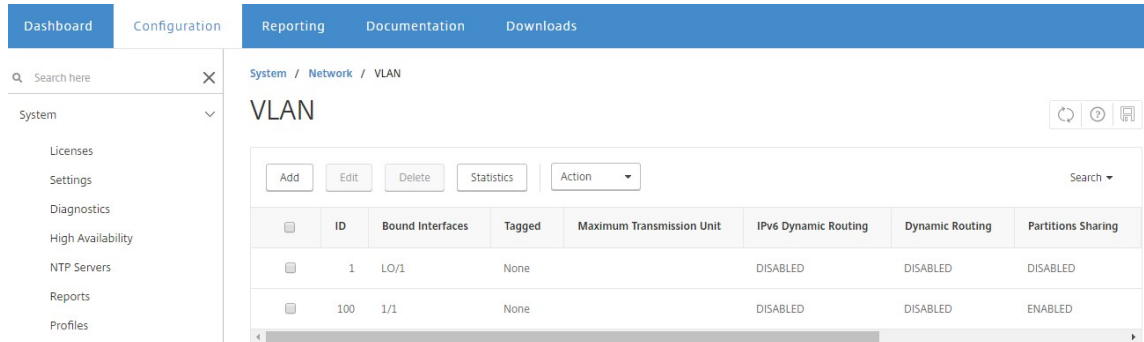 Dashboard Configuration Reporting Documentation Downloads
Search here
System
Licenses
Settings
Diagnostics
High Availability
NTP Servers
Reports
Profiles
System / Network / VLAN
VLAN
Add Edit Delete Statistics Action Search
ID Bound Interfaces Tagged Maximum Transmission Unit IPv6 Dynamic Routing Dynamic Routing Partitions Sharing
1 LO/1 None DISABLED DISABLED DISABLED
100 1/1 None DISABLED DISABLED ENABLED